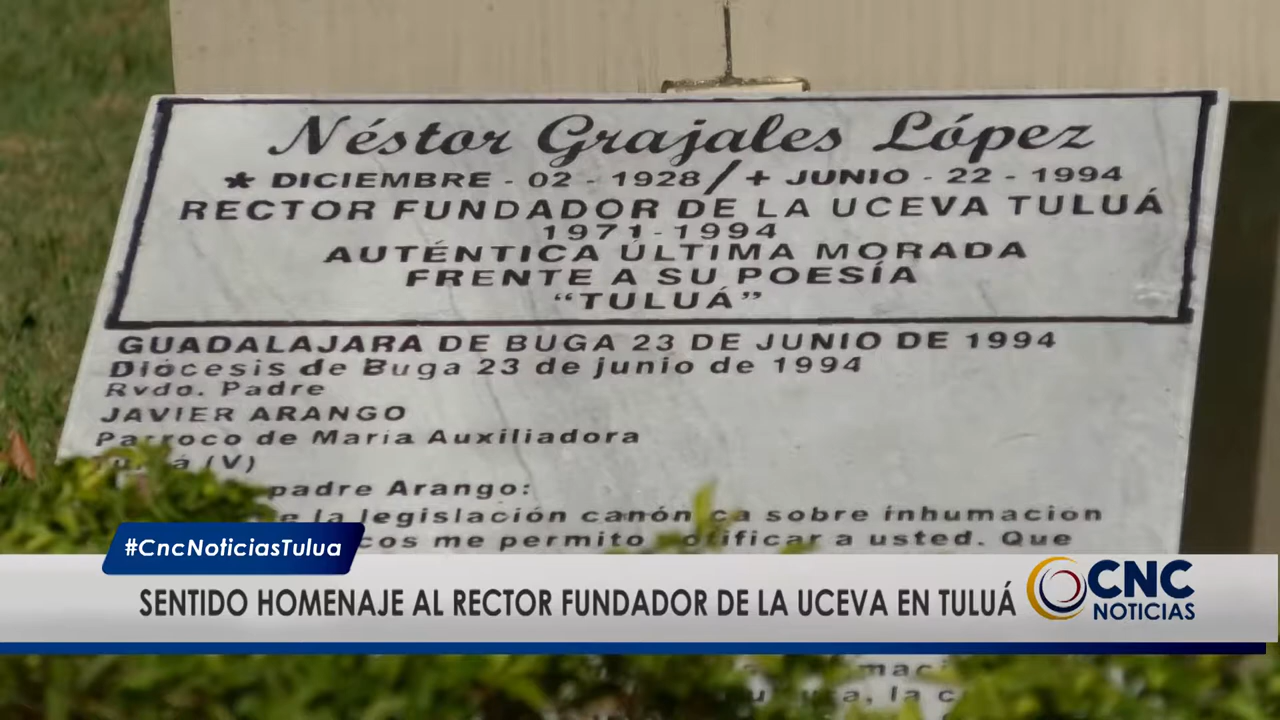 Néstor Grajales López
* DICIEMBRE - 02 - 1928 / + JUNIO - 22 - 1994
RECTOR FUNDADOR DE LA UCEVA TULUÁ
1971-1994
AUTÉNTICA ÚLTIMA MORADA
FRENTE A SU POESÍA
“TULUÁ”
GUADALAJARA DE BUGA 23 DE JUNIO DE 1994
Diócesis de Buga 23 de junio de 1994
Rvdo. Padre
JAVIER ARANGO
Parroco de María Auxiliadora
(V)
padre Arango:
la legislación canónica sobre inhumación
me permito notificar a usted. Que
#CncNoticiasTulua
SENTIDO HOMENAJE AL RECTOR FUNDADOR DE LA UCEVA EN TULUÁ
CNC
NOTICIAS
la